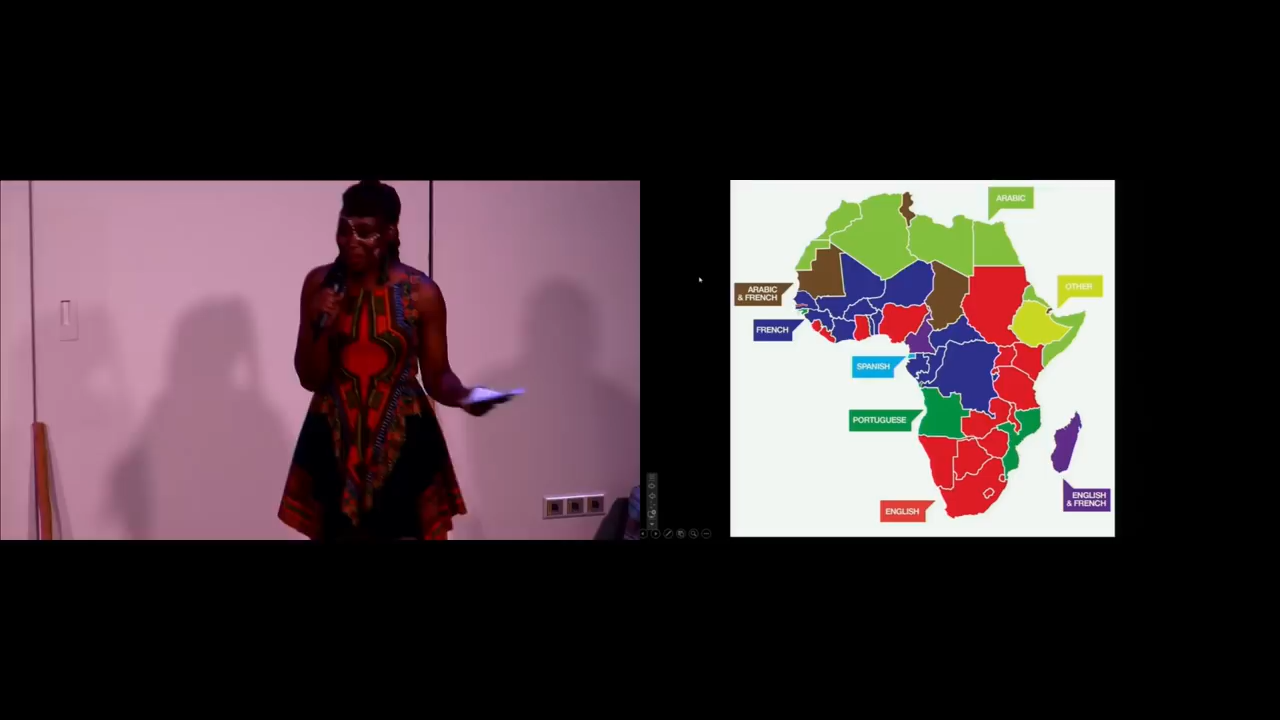 ARABIC
ARABIC
& FRENCH
OTHER
FRENCH
SPANISH
PORTUGUESE
ENGLISH
& FRENCH
ENGLISH